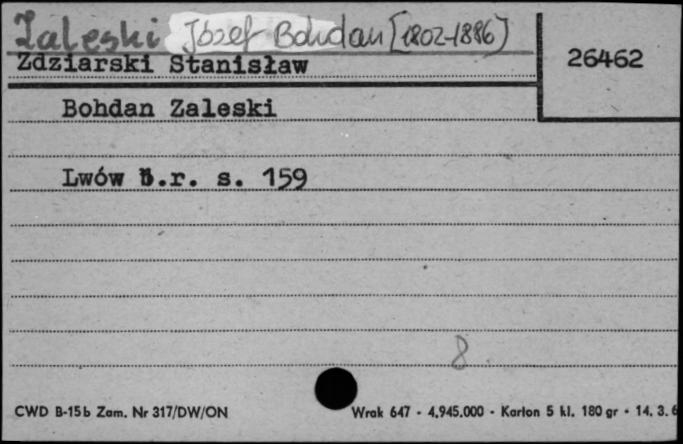 Zaleski Józef Bohdan [1802-1886]
26462
Zdziarski Stanisław
Bohdan Zaleski
Lwów b.r. s. 159
8
CWD B-15b Zam. Nr 317/DW/ON Wrak 647 - 4.945.000 - Karton 5 kl. 180 gr - 14. 3. 6